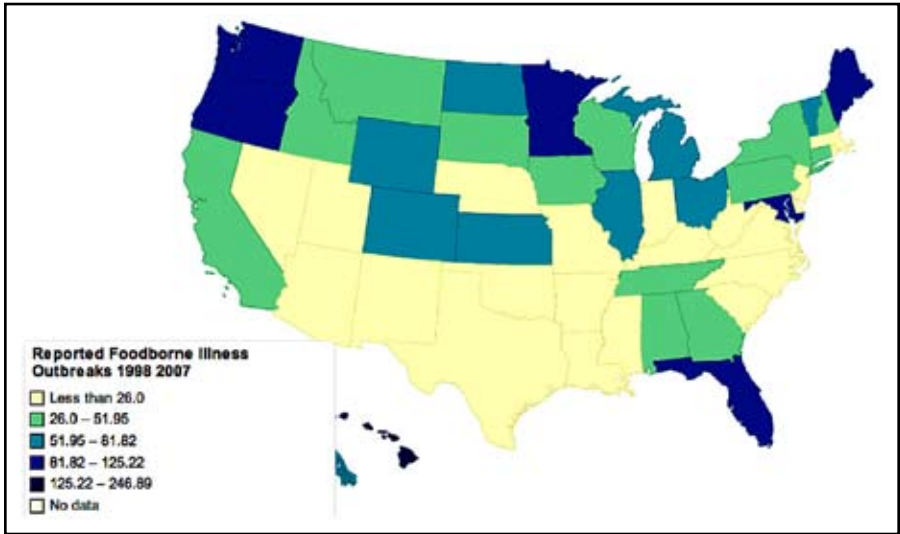 Reported Foodborne Illness
Outbreaks 1998 2007
Less than 26.0
26.0 – 51.95
51.95 – 81.82
81.82 – 125.22
125.22 – 246.89
No data